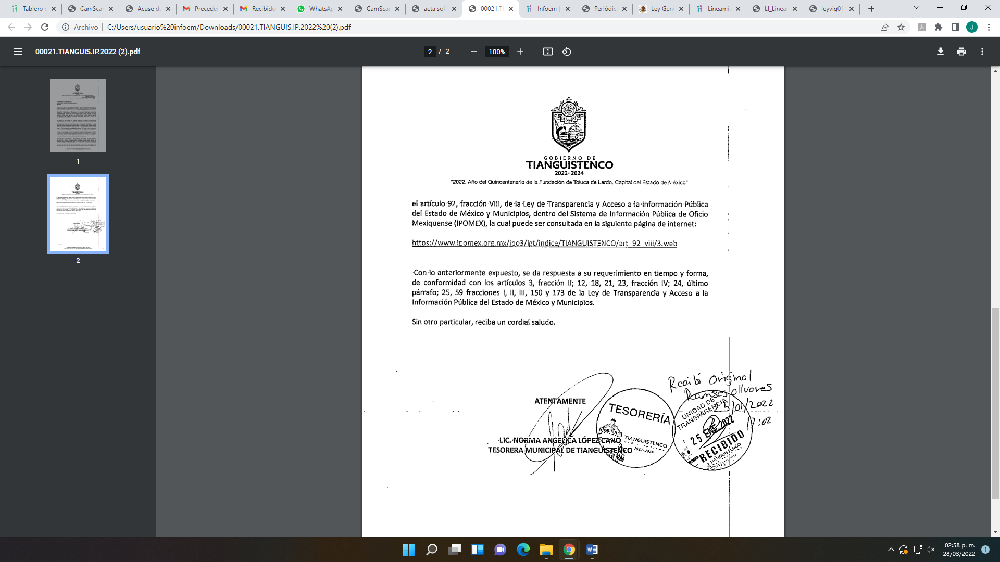 Tablero c
CamScar
Acuse de
Preceder
Recibido
WhatsAp
CamScar
acta sol
00021.TI
Infoem |
Periódic
Ley Gene
Lineamie
LI_Linear
leyvig01
Archivo | C:/Users/usuario%20infoem/Downloads/00021.TIANGUIS.IP.2022%20(2).pdf
J
00021.TIANGUIS.IP.2022 (2).pdf
2 / 2
100%
1
2
GOBIERNO DE
TIANGUISTENCO
2022-2024
"2022. Año del Quincentenario de la Fundación de Toluca de Lerdo, Capital del Estado de México"
el artículo 92, fracción VIII, de la Ley de Transparencia y Acceso a la Información Pública
del Estado de México y Municipios, dentro del Sistema de Información Pública de Oficio
Mexiquense (IPOMEX), la cual puede ser consultada en la siguiente página de internet:
https://www.ipomex.org.mx/ipo3/lgt/indice/TIANGUISTENCO/art_92_viii/3.web
Con lo anteriormente expuesto, se da respuesta a su requerimiento en tiempo y forma,
de conformidad con los artículos 3, fracción II; 12, 18, 21, 23, fracción IV; 24, último
párrafo; 25, 59 fracciones I, II, III, 150 y 173 de la Ley de Transparencia y Acceso a la
Información Pública del Estado de México y Municipios.
Sin otro particular, reciba un cordial saludo.
Recibí Original
Ramses Olivares
25/01/2022
17:02
ATENTAMENTE
TESORERÍA
TIANGUISTENCO
2022-2024
UNIDAD DE
TRANSPARENCIA
25 ENE 2022
RECIBIDO
TIANGUISTENCO
LIC. NORMA ANGELICA LÓPEZ CANO
TESORERA MUNICIPAL DE TIANGUISTENCO
02:58 p. m.
28/03/2022
1